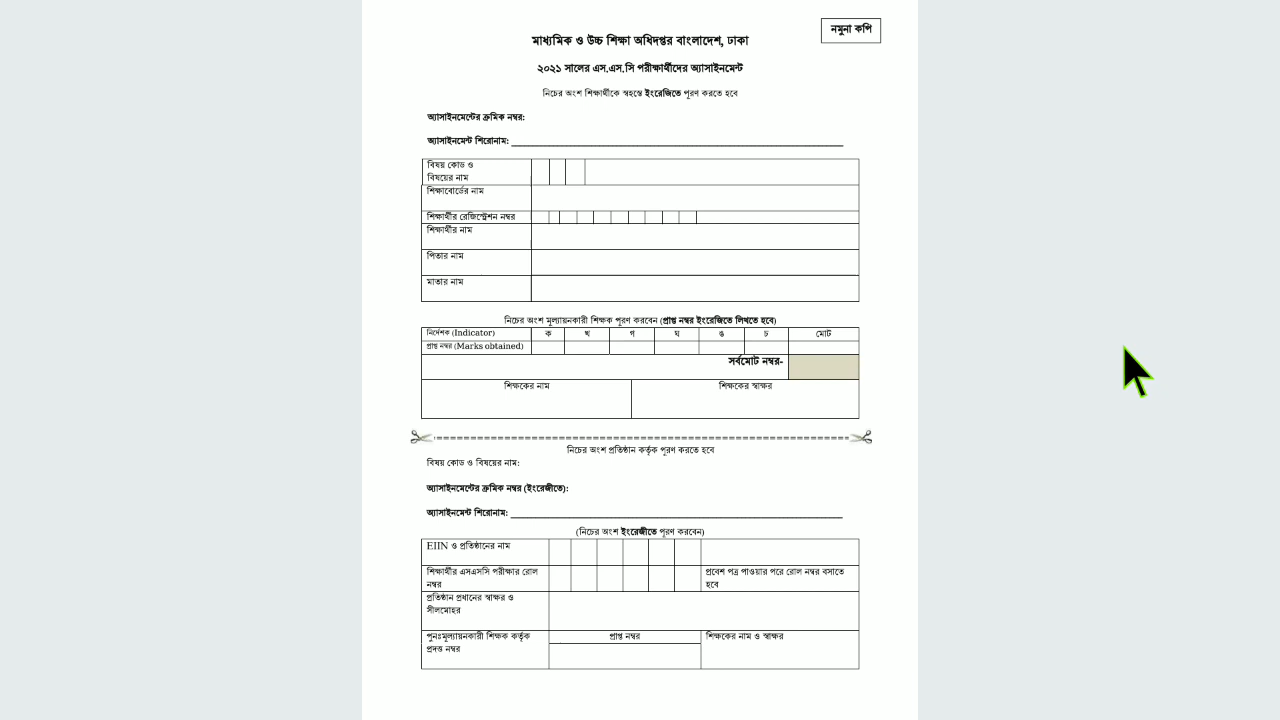 নমুনা কপি
মাধ্যমিক ও উচ্চ শিক্ষা অধিদপ্তর বাংলাদেশ, ঢাকা
২০২১ সালের এস.এস.সি পরীক্ষার্থীদের অ্যাসাইনমেন্ট
নিচের অংশ শিক্ষার্থীকে স্বহস্তে ইংরেজিতে পূরণ করতে হবে
অ্যাসাইনমেন্টের ক্রমিক নম্বর:
অ্যাসাইনমেন্ট শিরোনাম:
বিষয় কোড ও
বিষয়ের নাম
শিক্ষাবোর্ডের নাম
শিক্ষার্থীর রেজিস্ট্রেশন নম্বর
শিক্ষার্থীর নাম
পিতার নাম
মাতার নাম
নিচের অংশ মূল্যায়নকারী শিক্ষক পূরণ করবেন (প্রাপ্ত নম্বর ইংরেজিতে লিখতে হবে)
নির্দেশক (Indicator) ক খ গ ঘ ঙ চ মোট
প্রাপ্ত নম্বর (Marks obtained)
সর্বমোট নম্বর-
শিক্ষকের নাম শিক্ষকের স্বাক্ষর
নিচের অংশ প্রতিষ্ঠান কর্তৃক পূরণ করতে হবে
বিষয় কোড ও বিষয়ের নাম:
অ্যাসাইনমেন্টের ক্রমিক নম্বর (ইংরেজীতে):
অ্যাসাইনমেন্ট শিরোনাম:
(নিচের অংশ ইংরেজীতে পূরণ করবেন)
EIIN ও প্রতিষ্ঠানের নাম
শিক্ষার্থীর এসএসসি পরীক্ষার রোল
নম্বর
প্রবেশ পত্র পাওয়ার পরে রোল নম্বর বসাতে
হবে
প্রতিষ্ঠান প্রধানের স্বাক্ষর ও
সীলমোহর
পুনঃমূল্যায়নকারী শিক্ষক কর্তৃক
প্রদত্ত নম্বর
প্রাপ্ত নম্বর
শিক্ষকের নাম ও স্বাক্ষর